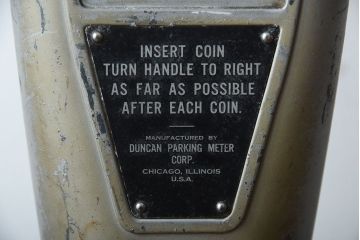 INSERT COIN
TURN HANDLE TO RIGHT
AS FAR AS POSSIBLE
AFTER EACH COIN.
MANUFACTURED BY
DUNCAN PARKING METER
CORP.
CHICAGO, ILLINOIS
U.S.A.